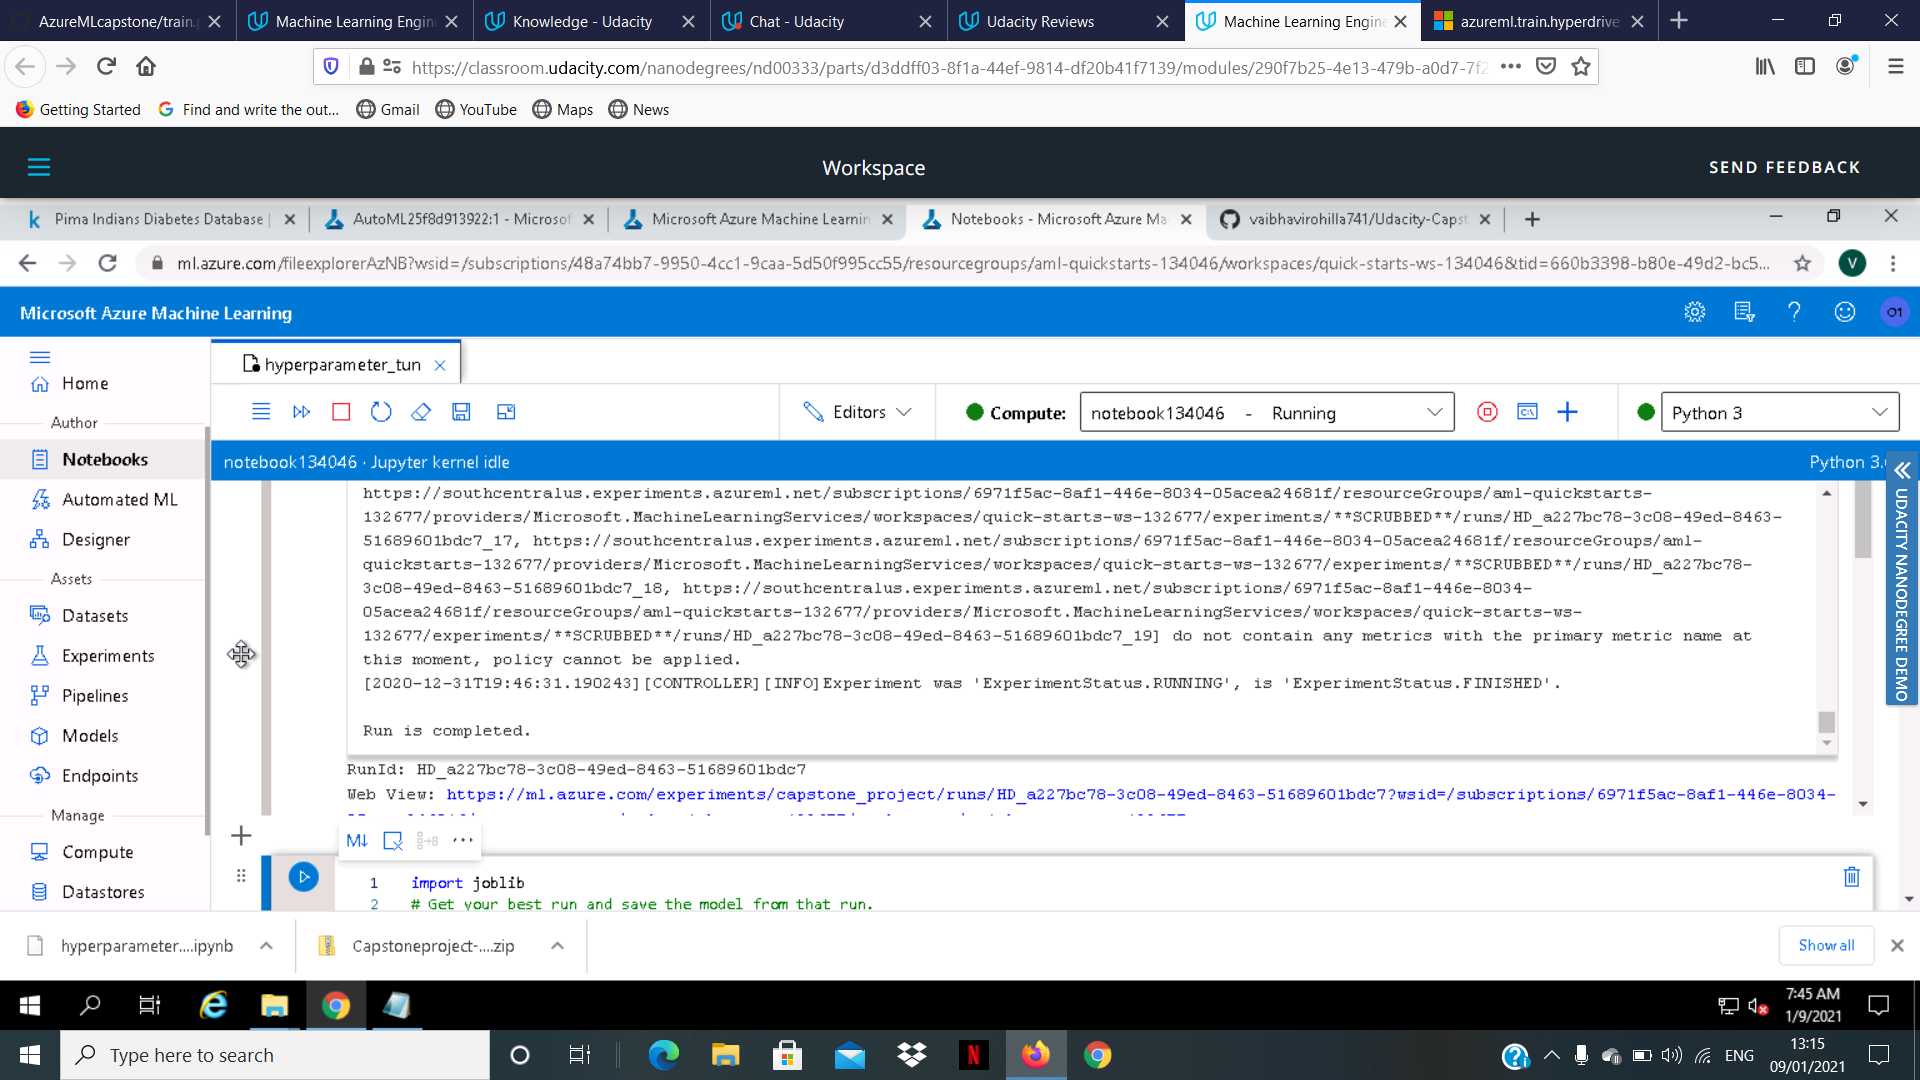 AzureMLcapstone/train.
Machine Learning Engin
Knowledge - Udacity
Chat - Udacity
Udacity Reviews
Machine Learning Engine
azureml.train.hyperdrive
https://classroom.udacity.com/nanodegrees/nd00333/parts/d3ddff03-8f1a-44ef-9814-df20b41f7139/modules/290f7b25-4e13-479b-a0d7-7f2
Getting Started
Find and write the out...
Gmail
YouTube
Maps
News
Workspace
SEND FEEDBACK
Pima Indians Diabetes Database |
AutoML25f8d913922:1 - Microsof
Microsoft Azure Machine Learnin
Notebooks - Microsoft Azure Ma
vaibhavirohilla741/Udacity-Capst
ml.azure.com/fileexplorerAzNB?wsid=/subscriptions/48a74bb7-9950-4cc1-9caa-5d50f995cc55/resourcegroups/aml-quickstarts-134046/workspaces/quick-starts-ws-134046&tid=660b3398-b80e-49d2-bc5...
V
Microsoft Azure Machine Learning
O1
hyperparameter_tun
Home
Author
Notebooks
Automated ML
Designer
Assets
Datasets
Experiments
Pipelines
Models
Endpoints
Manage
Compute
Datastores
Editors
Compute:
notebook134046 - Running
Python 3
notebook134046 · Jupyter kernel idle
Python 3.
UDACITY NANODEGREE DEMO
https://southcentralus.experiments.azureml.net/subscriptions/6971f5ac-8af1-446e-8034-05acea24681f/resourceGroups/aml-quickstarts-
132677/providers/Microsoft.MachineLearningServices/workspaces/quick-starts-ws-132677/experiments/**SCRUBBED**/runs/HD_a227bc78-3c08-49ed-8463-
51689601bdc7_17, https://southcentralus.experiments.azureml.net/subscriptions/6971f5ac-8af1-446e-8034-05acea24681f/resourceGroups/aml-
quickstarts-132677/providers/Microsoft.MachineLearningServices/workspaces/quick-starts-ws-132677/experiments/**SCRUBBED**/runs/HD_a227bc78-
3c08-49ed-8463-51689601bdc7_18, https://southcentralus.experiments.azureml.net/subscriptions/6971f5ac-8af1-446e-8034-
05acea24681f/resourceGroups/aml-quickstarts-132677/providers/Microsoft.MachineLearningServices/workspaces/quick-starts-ws-
132677/experiments/**SCRUBBED**/runs/HD_a227bc78-3c08-49ed-8463-51689601bdc7_19] do not contain any metrics with the primary metric name at
this moment, policy cannot be applied.
[2020-12-31T19:46:31.190243][CONTROLLER][INFO]Experiment was 'ExperimentStatus.RUNNING', is 'ExperimentStatus.FINISHED'.
Run is completed.
RunId: HD_a227bc78-3c08-49ed-8463-51689601bdc7
Web View: https://ml.azure.com/experiments/capstone_project/runs/HD_a227bc78-3c08-49ed-8463-51689601bdc7?wsid=/subscriptions/6971f5ac-8af1-446e-8034-
M↓
1 import joblib
2 # Get your best run and save the model from that run.
hyperparameter....ipynb
Capstoneproject-....zip
Show all
7:45 AM
1/9/2021
Type here to search
ENG
13:15
09/01/2021